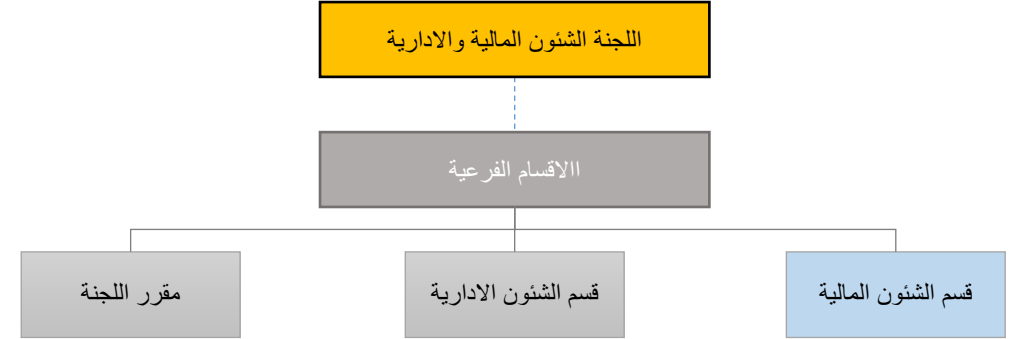 اللجنة الشئون المالية والادارية
االاقسام الفرعية
قسم الشئون المالية
قسم الشئون الادارية
مقرر اللجنة